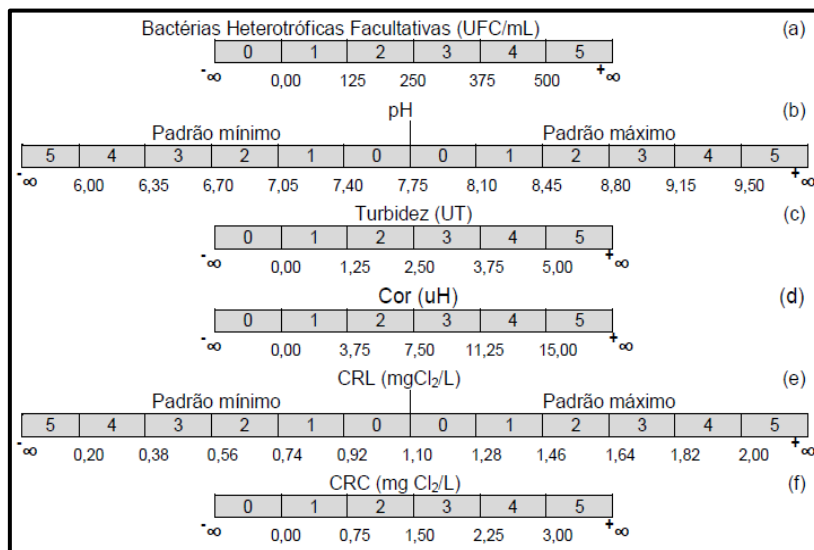 Bactérias Heterotróficas Facultativas (UFC/mL) (a)
0 1 2 3 4 5
-∞ 0,00 125 250 375 500 +∞
pH (b)
Padrão mínimo Padrão máximo
5 4 3 2 1 0 0 1 2 3 4 5
-∞ 6,00 6,35 6,70 7,05 7,40 7,75 8,10 8,45 8,80 9,15 9,50 +∞
Turbidez (UT) (c)
0 1 2 3 4 5
-∞ 0,00 1,25 2,50 3,75 5,00 +∞
Cor (uH) (d)
0 1 2 3 4 5
-∞ 0,00 3,75 7,50 11,25 15,00 +∞
CRL (mgCl₂/L) (e)
Padrão mínimo Padrão máximo
5 4 3 2 1 0 0 1 2 3 4 5
-∞ 0,20 0,38 0,56 0,74 0,92 1,10 1,28 1,46 1,64 1,82 2,00 +∞
CRC (mg Cl₂/L) (f)
0 1 2 3 4 5
-∞ 0,00 0,75 1,50 2,25 3,00 +∞